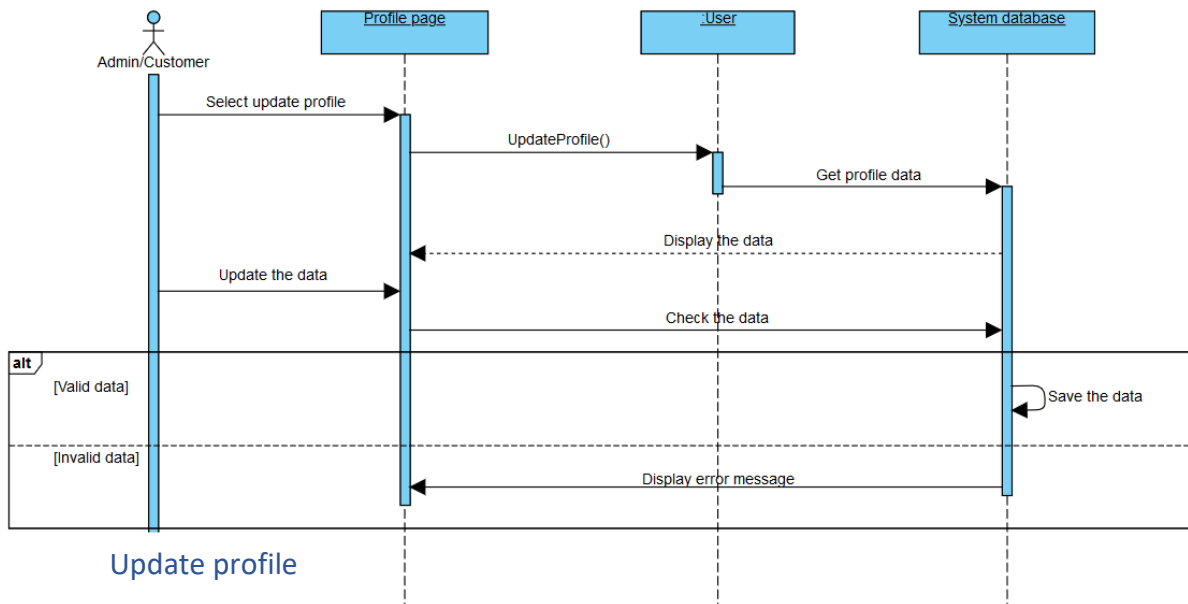 Profile page
:User
System database
Admin/Customer
Select update profile
UpdateProfile()
Get profile data
Display the data
Update the data
Check the data
alt
[Valid data]
Save the data
[Invalid data]
Display error message
Update profile